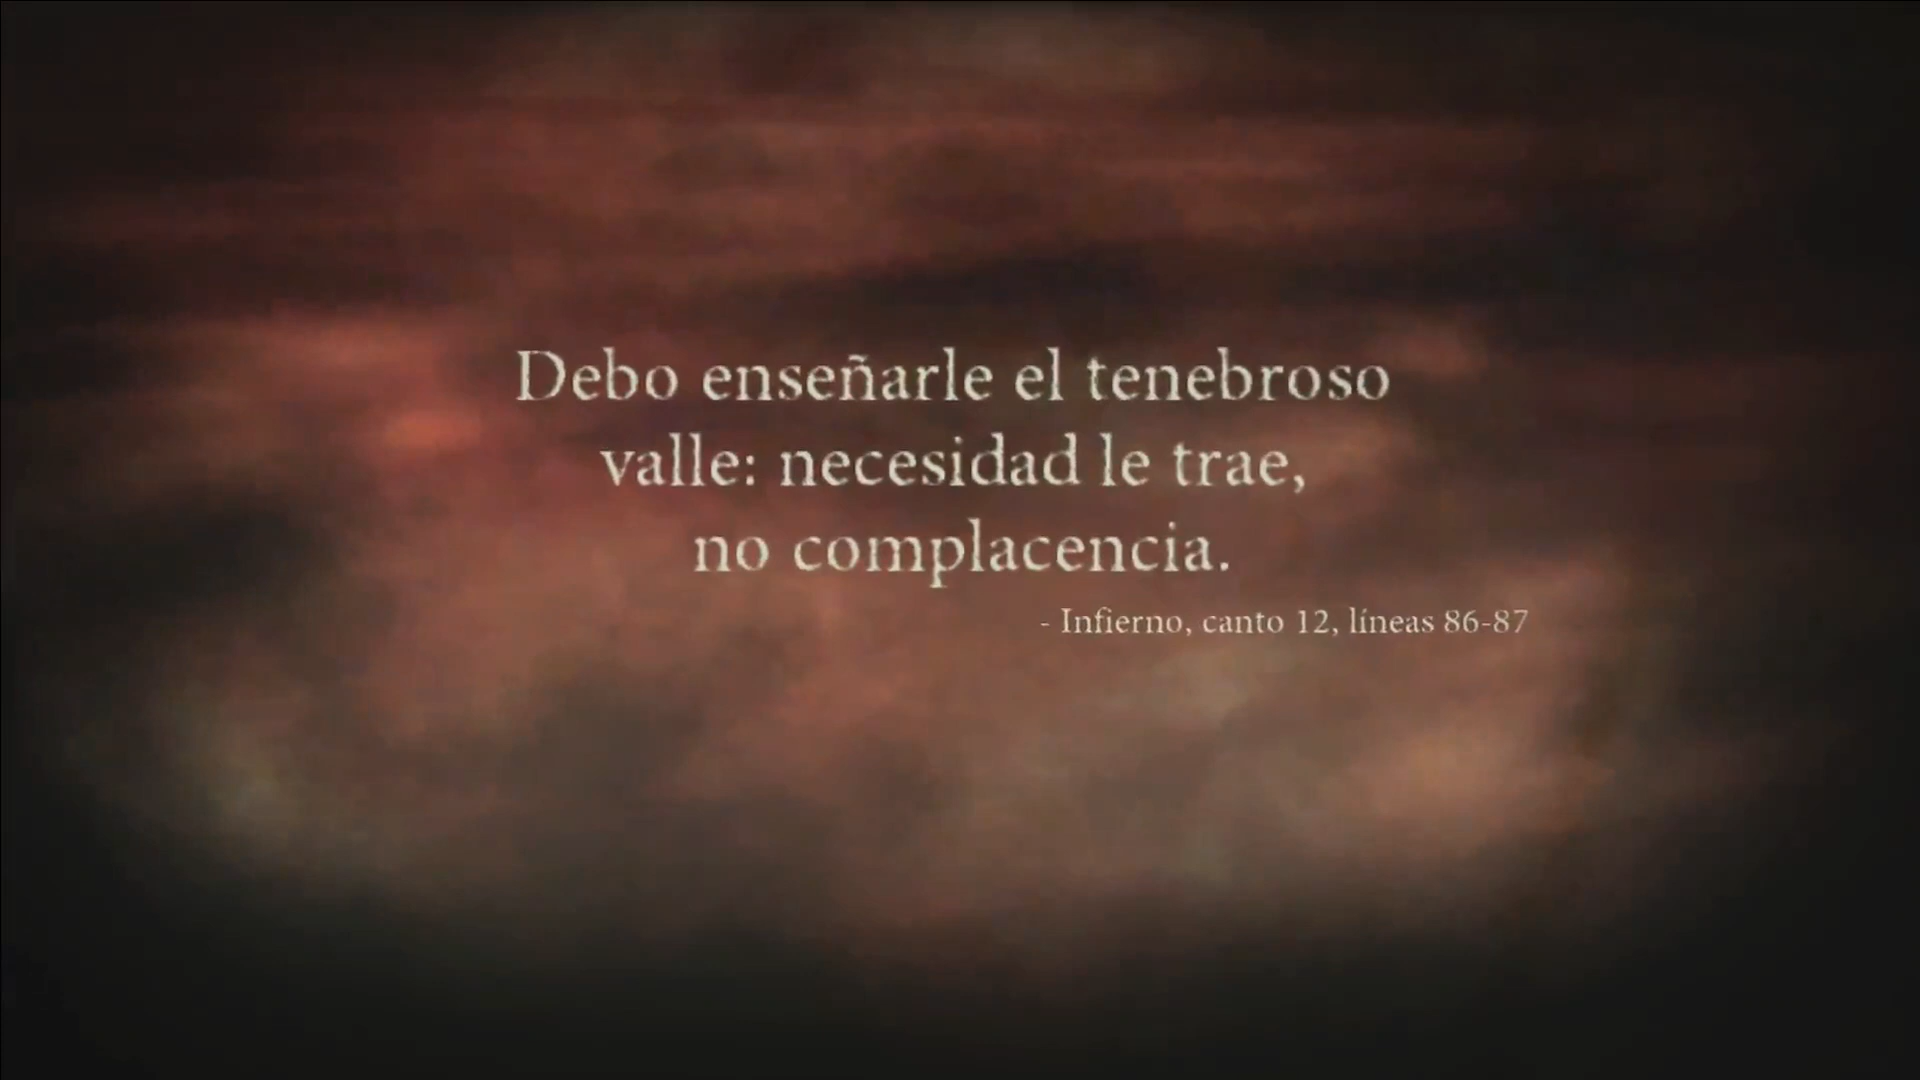 Debo enseñarle el tenebroso
valle: necesidad le trae,
no complacencia.
- Infierno, canto 12, líneas 86-87